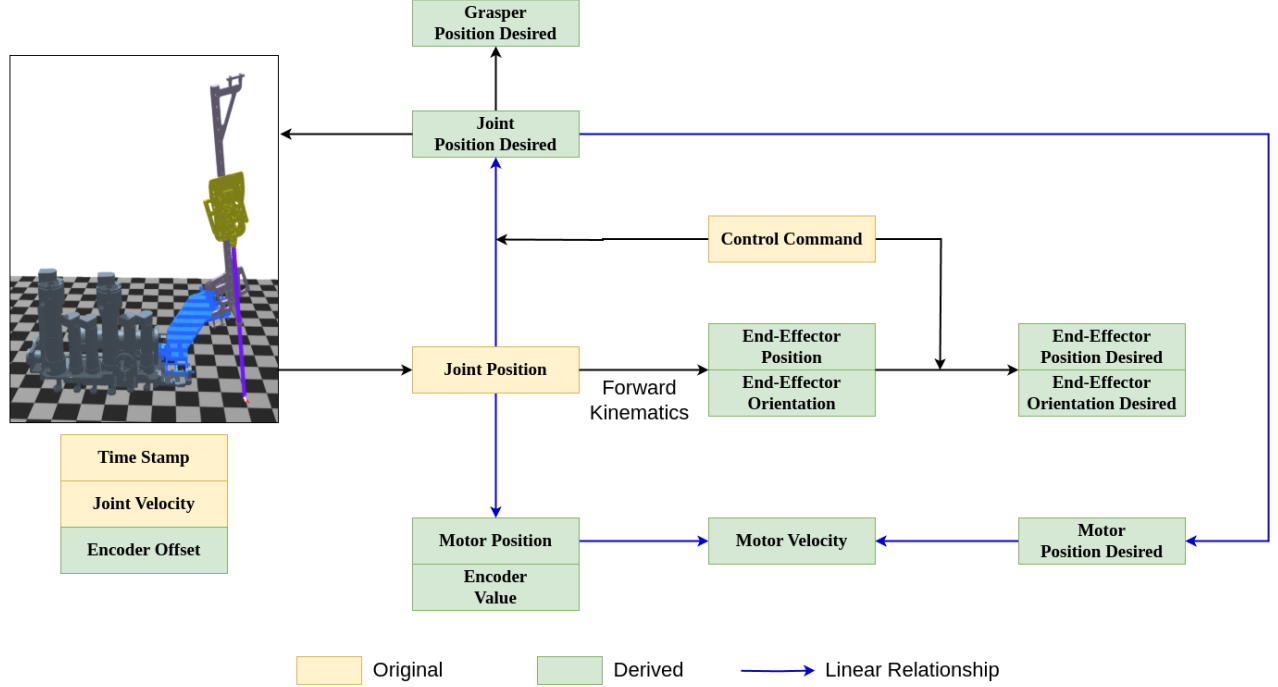 Grasper
Position Desired
Joint
Position Desired
Control Command
Joint Position
Forward
Kinematics
End-Effector
Position
End-Effector
Orientation
End-Effector
Position Desired
End-Effector
Orientation Desired
Time Stamp
Joint Velocity
Encoder Offset
Motor Position
Encoder
Value
Motor Velocity
Motor
Position Desired
Original
Derived
Linear Relationship